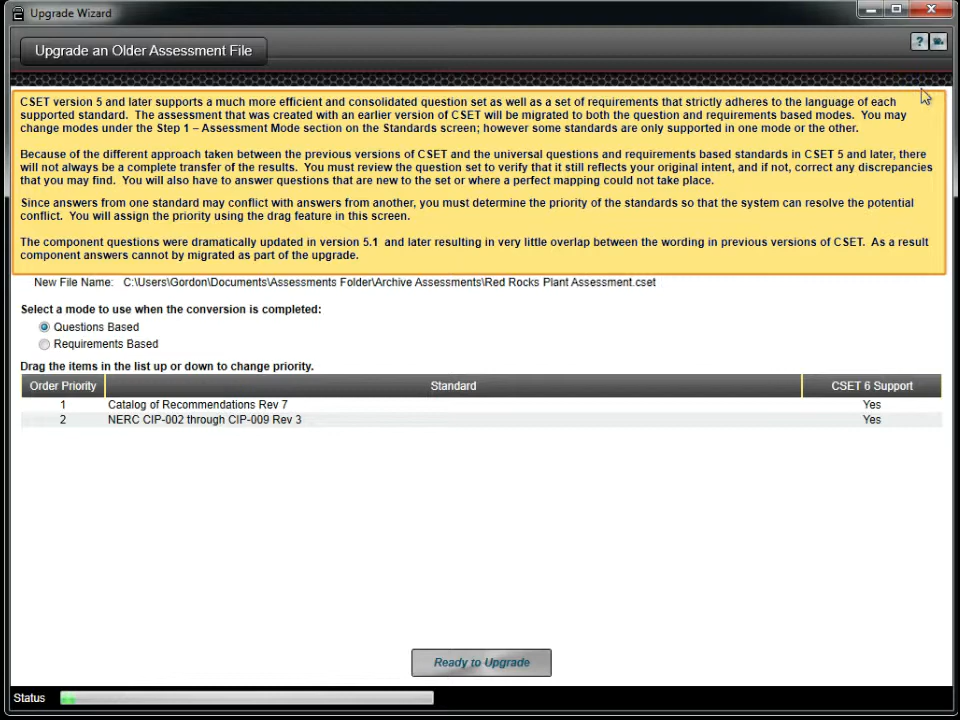 Upgrade Wizard
Upgrade an Older Assessment File
?
CSET version 5 and later supports a much more efficient and consolidated question set as well as a set of requirements that strictly adheres to the language of each
supported standard. The assessment that was created with an earlier version of CSET will be migrated to both the question and requirements based modes. You may
change modes under the Step 1 – Assessment Mode section on the Standards screen; however some standards are only supported in one mode or the other.
Because of the different approach taken between the previous versions of CSET and the universal questions and requirements based standards in CSET 5 and later, there
will not always be a complete transfer of the results. You must review the question set to verify that it still reflects your original intent, and if not, correct any discrepancies
that you may find. You will also have to answer questions that are new to the set or where a perfect mapping could not take place.
Since answers from one standard may conflict with answers from another, you must determine the priority of the standards so that the system can resolve the potential
conflict. You will assign the priority using the drag feature in this screen.
The component questions were dramatically updated in version 5.1 and later resulting in very little overlap between the wording in previous versions of CSET. As a result
component answers cannot by migrated as part of the upgrade.
New File Name: C:\Users\Gordon\Documents\Assessments Folder\Archive Assessments\Red Rocks Plant Assessment.cset
Select a mode to use when the conversion is completed:
Questions Based
Requirements Based
Drag the items in the list up or down to change priority.
Order Priority Standard CSET 6 Support
1 Catalog of Recommendations Rev 7 Yes
2 NERC CIP-002 through CIP-009 Rev 3 Yes
Ready to Upgrade
Status